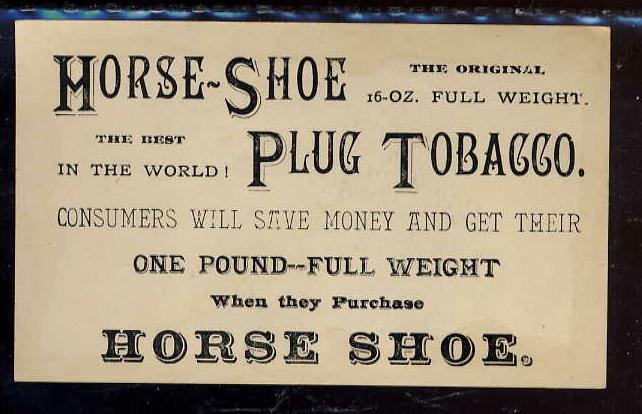 HORSE-SHOE
THE ORIGINAL
16-OZ. FULL WEIGHT.
THE BEST
IN THE WORLD!
PLUG TOBACCO.
CONSUMERS WILL SAVE MONEY AND GET THEIR
ONE POUND--FULL WEIGHT
When they Purchase
HORSE SHOE.